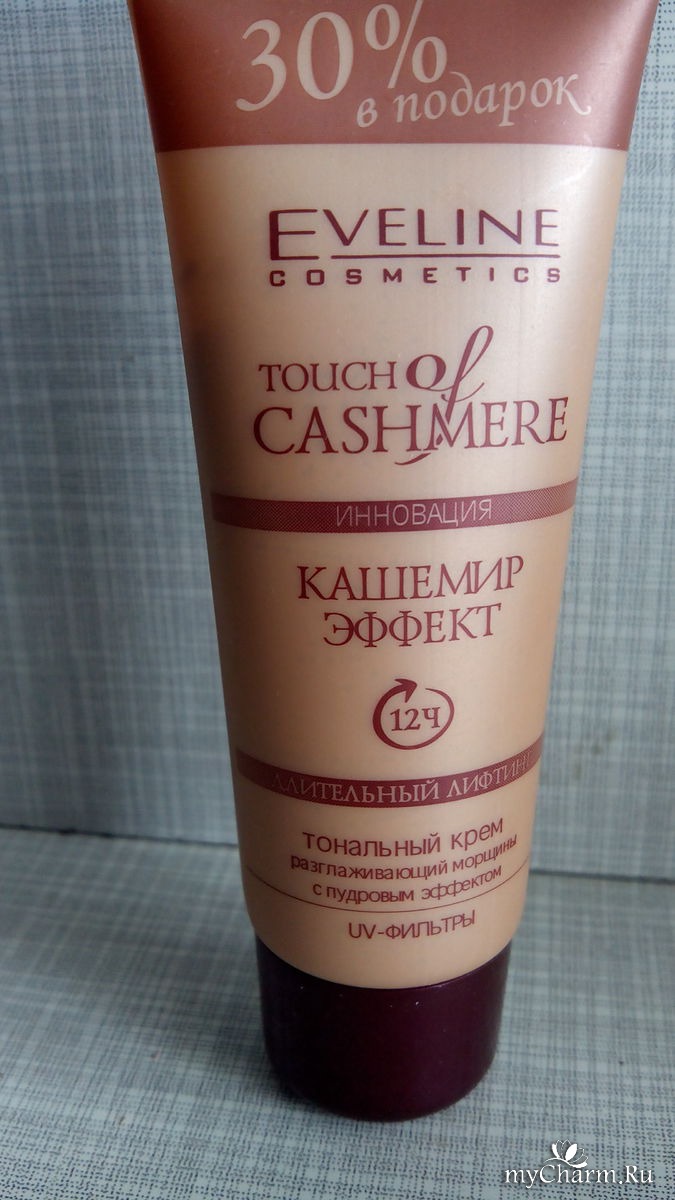 30%
в подарок
EVELINE
COSMETICS
TOUCH of
CASHMERE
ИННОВАЦИЯ
КАШЕМИР
ЭФФЕКТ
12Ч
ДЛИТЕЛЬНЫЙ ЛИФТИНГ
тональный крем
разглаживающий морщины
с пудровым эффектом
UV-ФИЛЬТРЫ
myCharm.Ru